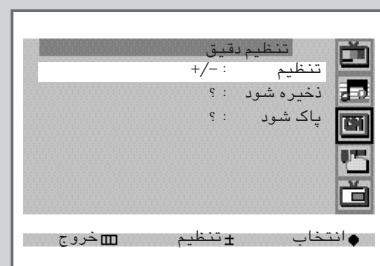 تنظیم دقیق
تنظیم : -/+
ذخیره شود : ؟
پاک شود : ؟
انتخاب ± تنظیم خروج